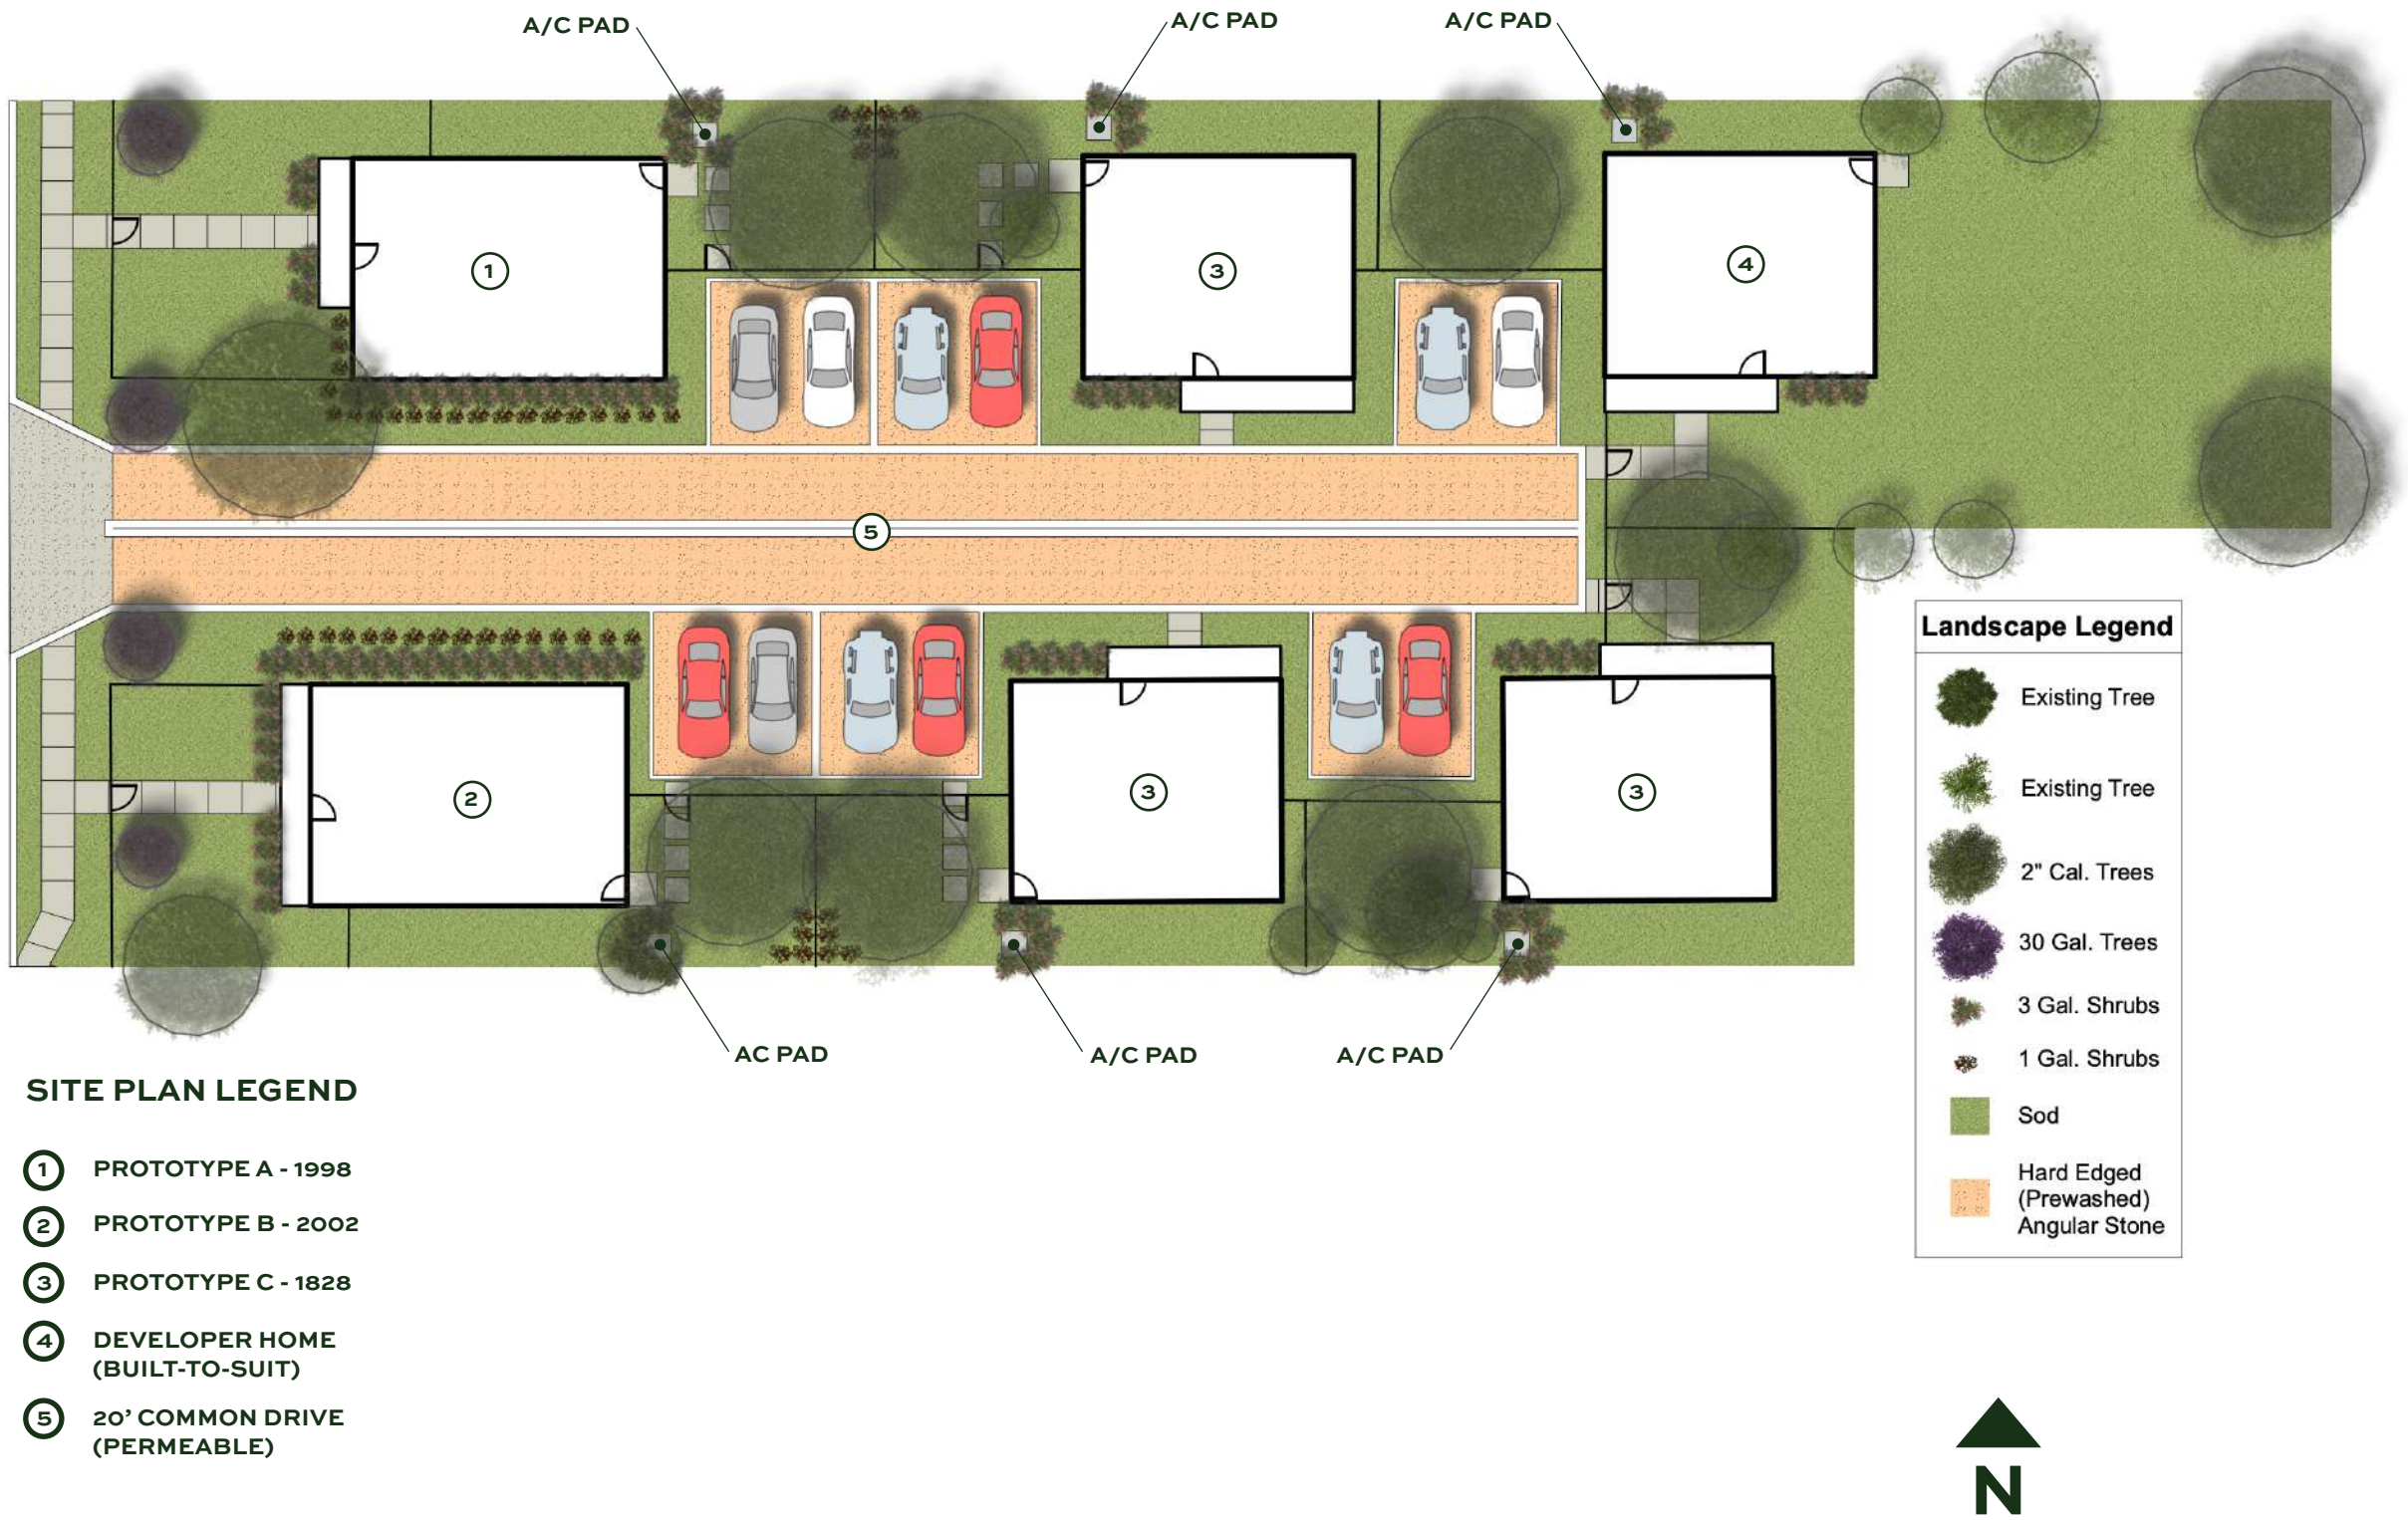 A/C PAD
A/C PAD
A/C PAD
1
3
4
5
2
3
3
AC PAD
A/C PAD
A/C PAD
Landscape Legend
Existing Tree
Existing Tree
2" Cal. Trees
30 Gal. Trees
3 Gal. Shrubs
1 Gal. Shrubs
Sod
Hard Edged
(Prewashed)
Angular Stone
SITE PLAN LEGEND
1 PROTOTYPE A - 1998
2 PROTOTYPE B - 2002
3 PROTOTYPE C - 1828
4 DEVELOPER HOME
(BUILT-TO-SUIT)
5 20’ COMMON DRIVE
(PERMEABLE)
N